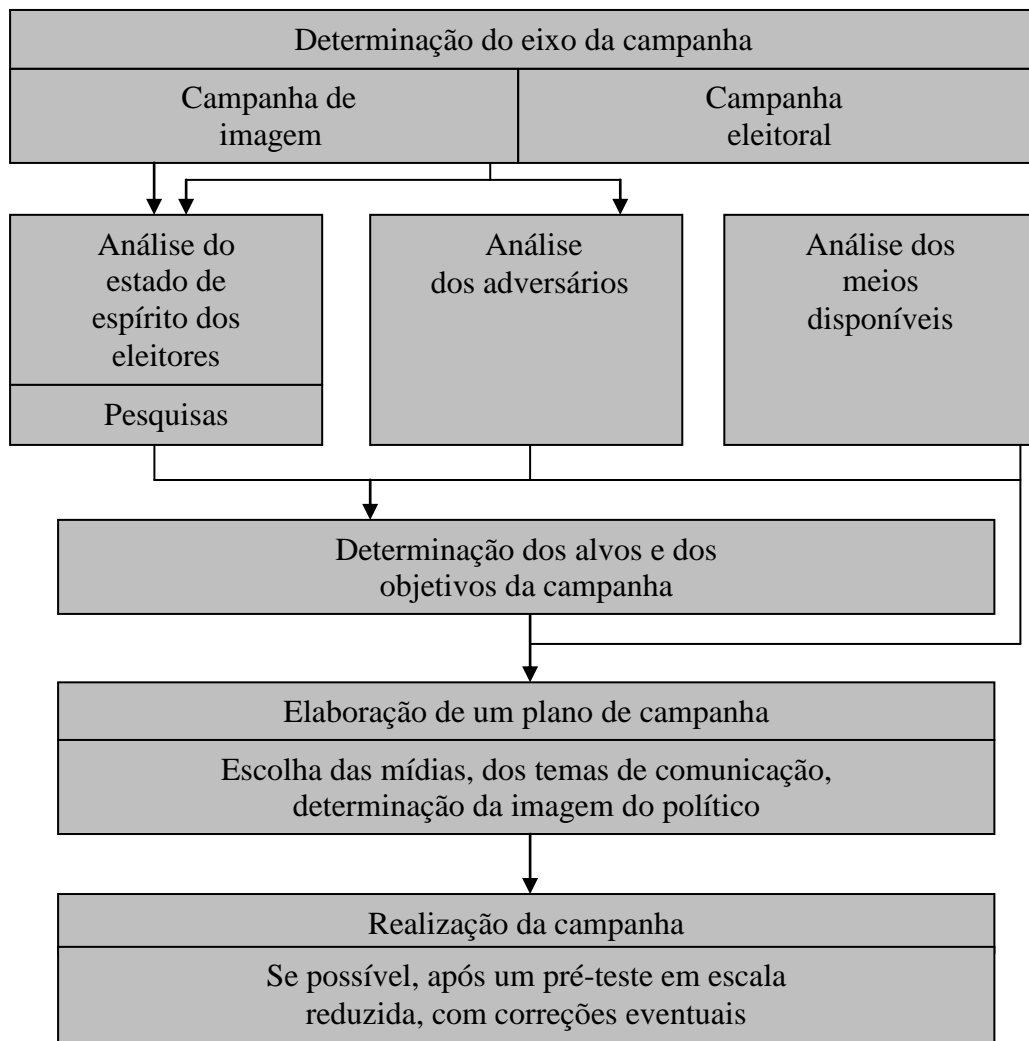 Determinação do eixo da campanha
Campanha de
imagem
Campanha
eleitoral
Análise do
estado de
espírito dos
eleitores
Pesquisas
Análise
dos adversários
Análise dos
meios
disponíveis
Determinação dos alvos e dos
objetivos da campanha
Elaboração de um plano de campanha
Escolha das mídias, dos temas de comunicação,
determinação da imagem do político
Realização da campanha
Se possível, após um pré-teste em escala
reduzida, com correções eventuais